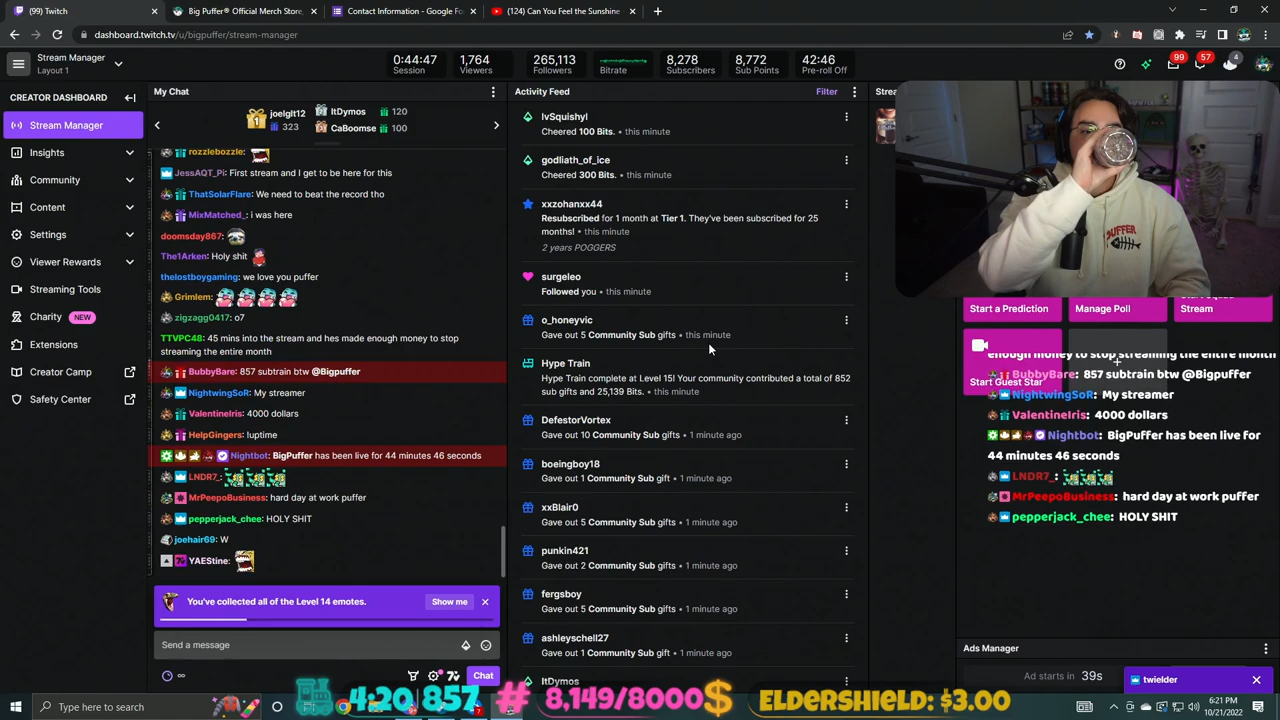 (99) Twitch
Big Puffer® Official Merch Store,
Contact Information - Google Fo
(124) Can You Feel the Sunshine
dashboard.twitch.tv/u/bigpuffer/stream-manager
Stream Manager
Layout 1
0:44:47
Session
1,764
Viewers
265,113
Followers
Bitrate
8,278
Subscribers
8,772
Sub Points
42:46
Pre-roll Off
99
57
4
CREATOR DASHBOARD
Stream Manager
Insights
Community
Content
Settings
Viewer Rewards
Streaming Tools
Charity NEW
Extensions
Creator Camp
Safety Center
My Chat
1 joelglt12
323
ItDymos 120
CaBoomse 100
rozzlebozzle:
JessAQT_Pi: First stream and I get to be here for this
ThatSolarFlare: We need to beat the record tho
MixMatched_: i was here
doomsday867:
The1Arken: Holy shit
thelostboygaming: we love you puffer
Grimlem:
zigzagg0417: o7
TTVPC48: 45 mins into the stream and hes made enough money to stop
streaming the entire month
BubbyBare: 857 subtrain btw @Bigpuffer
NightwingSoR: My streamer
ValentineIris: 4000 dollars
HelpGingers: !uptime
Nightbot: BigPuffer has been live for 44 minutes 46 seconds
LNDR7_:
MrPeepoBusiness: hard day at work puffer
pepperjack_chee: HOLY SHIT
joehair69: W
YAEStine:
You've collected all of the Level 14 emotes.
Show me
Send a message
Chat
Activity Feed
Filter
IvSquishyI
Cheered 100 Bits. • this minute
godliath_of_ice
Cheered 300 Bits. • this minute
xxzohanxx44
Resubscribed for 1 month at Tier 1. They've been subscribed for 25
months! • this minute
2 years POGGERS
surgeleo
Followed you • this minute
o_honeyvic
Gave out 5 Community Sub gifts • this minute
Hype Train
Hype Train complete at Level 15! Your community contributed a total of 852
subs gifts and 25,139 Bits. • this minute
DefestorVortex
Gave out 10 Community Sub gifts • 1 minute ago
boeingboy18
Gave out 1 Community Sub gift • 1 minute ago
xxBlair0
Gave out 5 Community Sub gifts • 1 minute ago
punkin421
Gave out 2 Community Sub gifts • 1 minute ago
fergsboy
Gave out 5 Community Sub gifts • 1 minute ago
ashleyschell27
Gave out 1 Community Sub gift • 1 minute ago
ItDymos
Strea
PUFFER
Start a Prediction
Manage Poll
Stream
Start Guest Star
enough money to stop streaming the entire month
BubbyBare: 857 subtrain btw @Bigpuffer
NightwingSoR: My streamer
ValentineIris: 4000 dollars
Nightbot: BigPuffer has been live for
44 minutes 46 seconds
LNDR7_:
MrPeepoBusiness: hard day at work puffer
pepperjack_chee: HOLY SHIT
Ads Manager
Ad starts in 39s
twielder
4:20 857
# 8,149/8000
$ ELDERSHIELD: $3.00
Type here to search
6:21 PM
10/21/2022